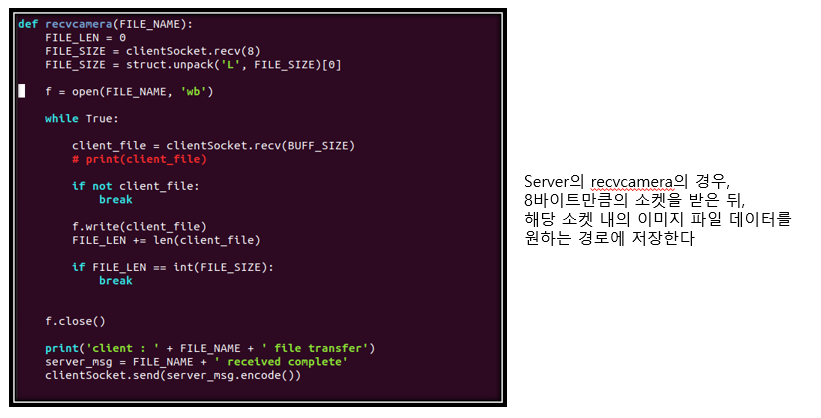 def recvcamera(FILE_NAME):
    FILE_LEN = 0
    FILE_SIZE = clientSocket.recv(8)
    FILE_SIZE = struct.unpack('L', FILE_SIZE)[0]
    f = open(FILE_NAME, 'wb')
    while True:
        client_file = clientSocket.recv(BUFF_SIZE)
        # print(client_file)
        if not client_file:
            break
        f.write(client_file)
        FILE_LEN += len(client_file)
        if FILE_LEN == int(FILE_SIZE):
            break
    f.close()
    print('client : ' + FILE_NAME + ' file transfer')
    server_msg = FILE_NAME + ' received complete'
    clientSocket.send(server_msg.encode())
Server의 recvcamera의 경우,
8바이트만큼의 소켓을 받은 뒤,
해당 소켓 내의 이미지 파일 데이터를
원하는 경로에 저장한다